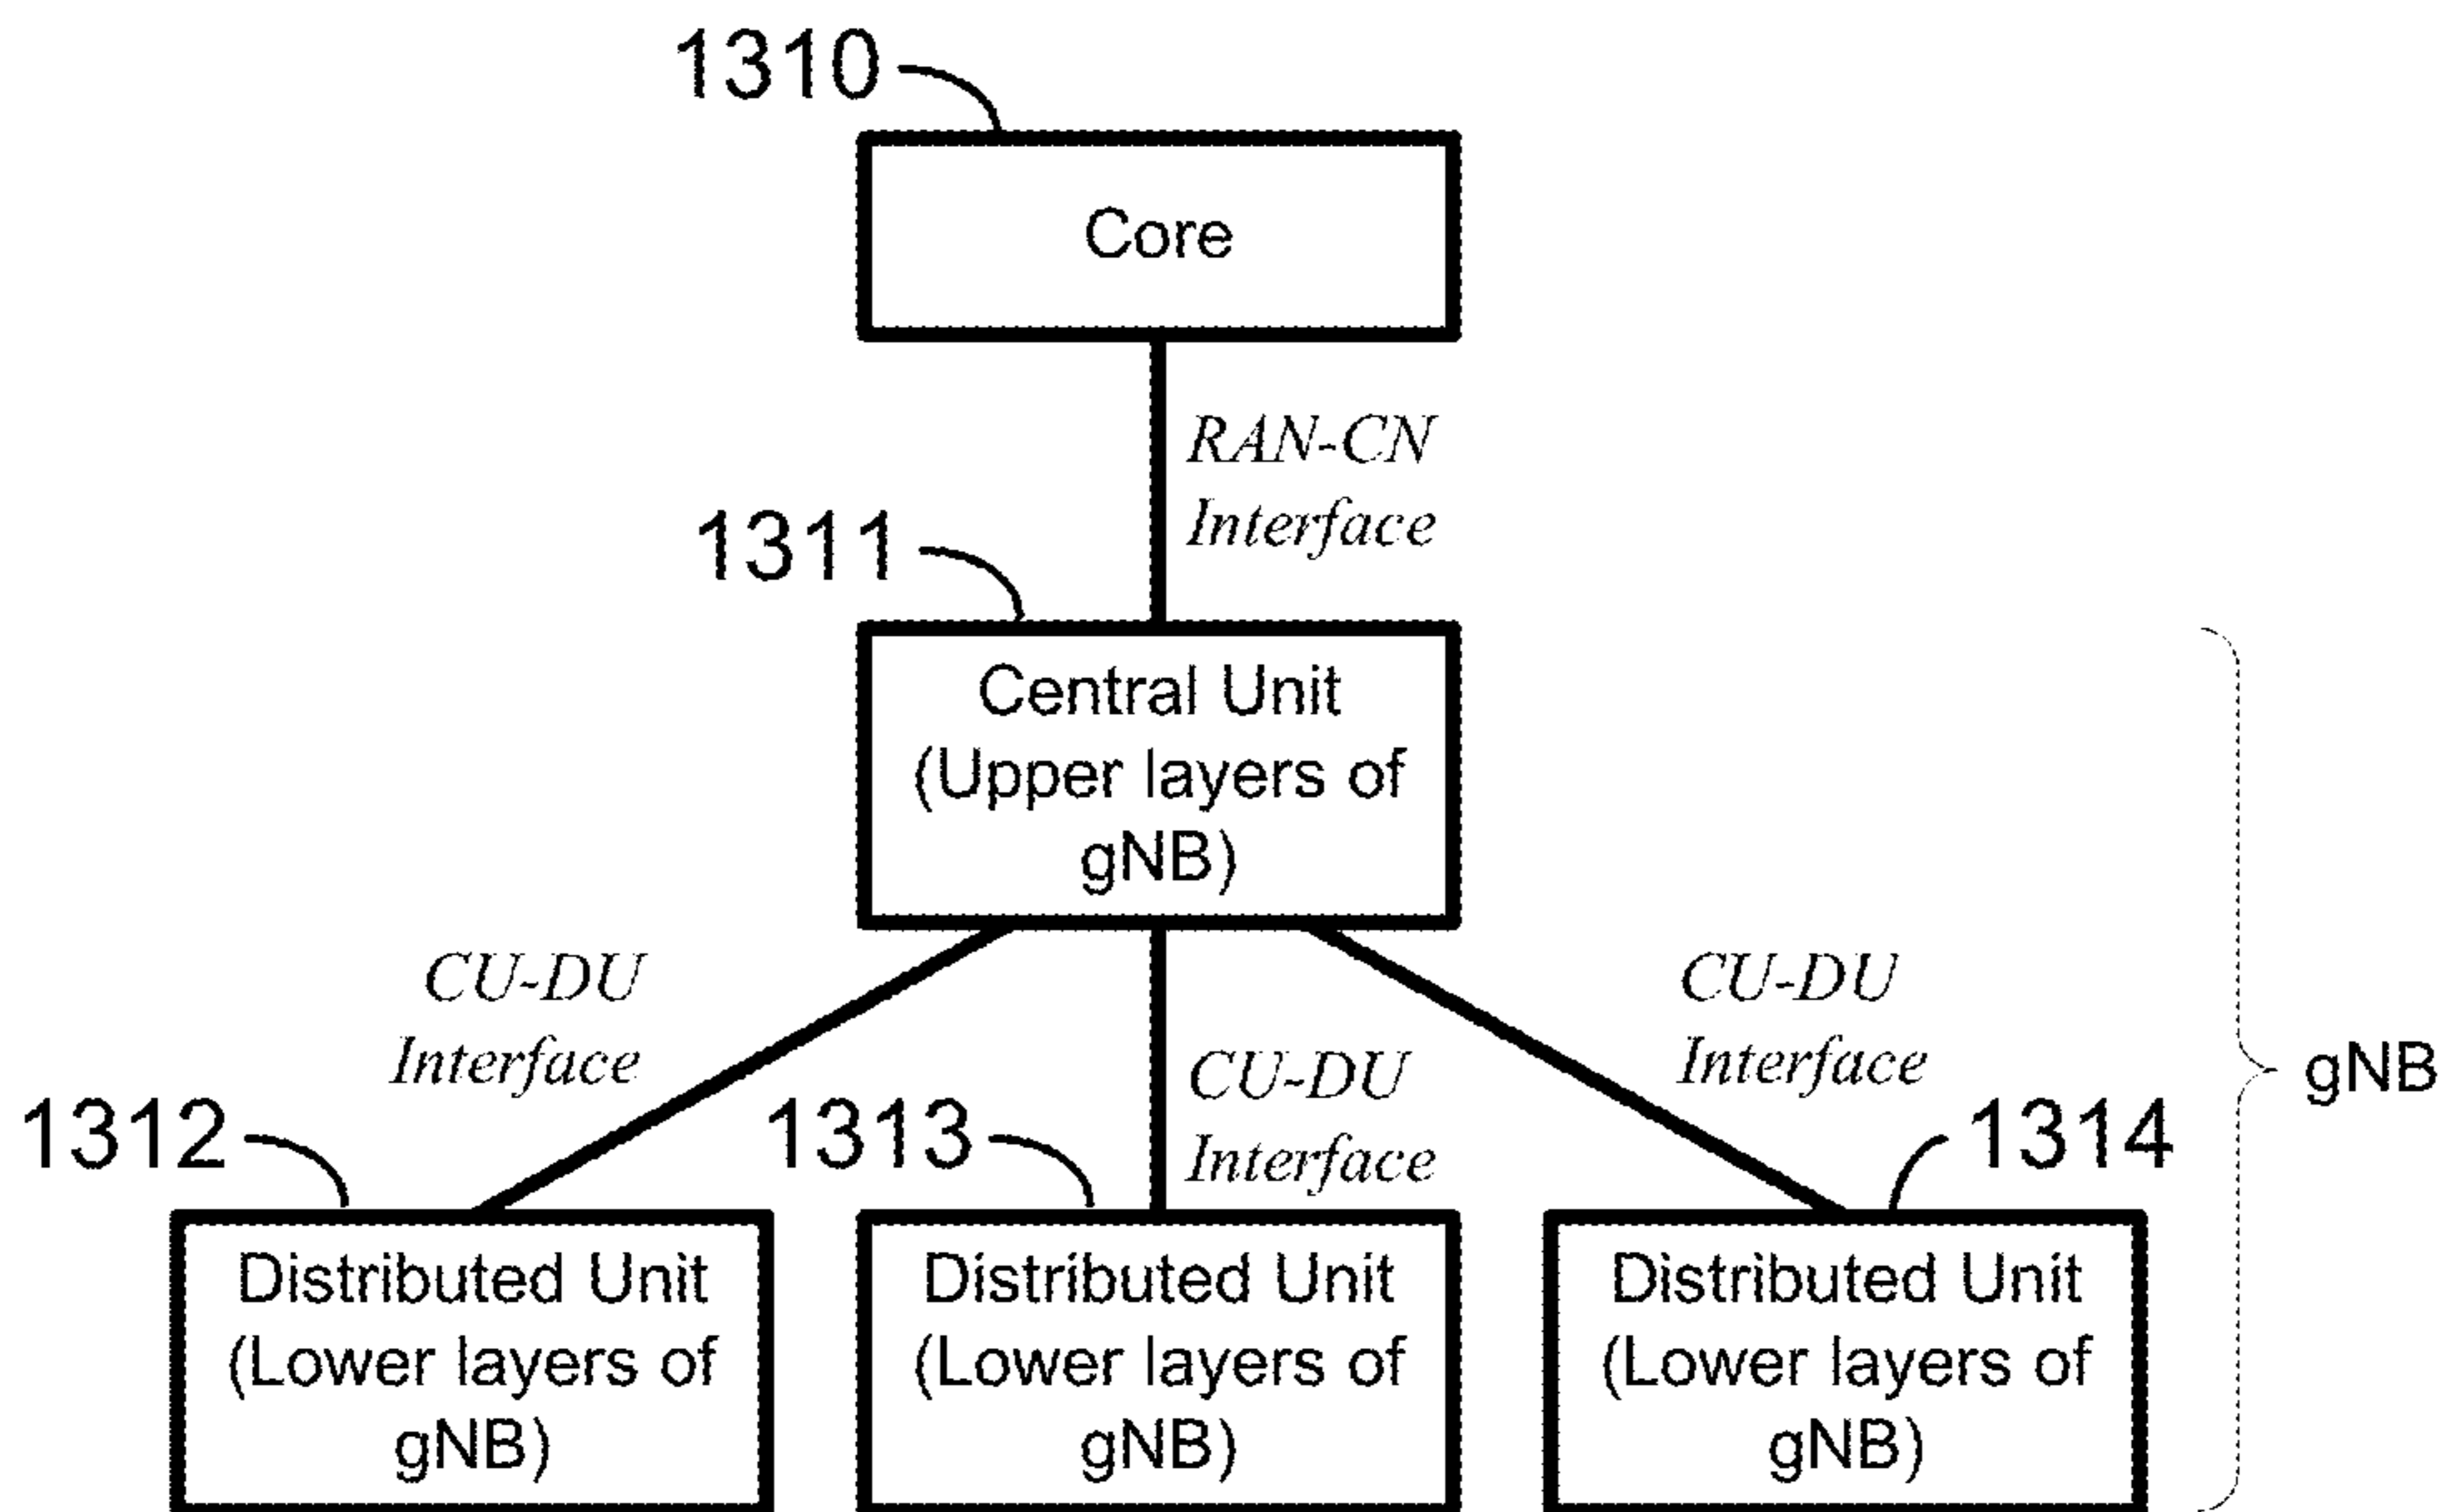 1310
Core
RAN-CN
Interface
1311
Central Unit
(Upper layers of
gNB)
CU-DU
Interface
CU-DU
Interface
CU-DU
Interface
gNB
1312
1313
1314
Distributed Unit
(Lower layers of
gNB)
Distributed Unit
(Lower layers of
gNB)
Distributed Unit
(Lower layers of
gNB)